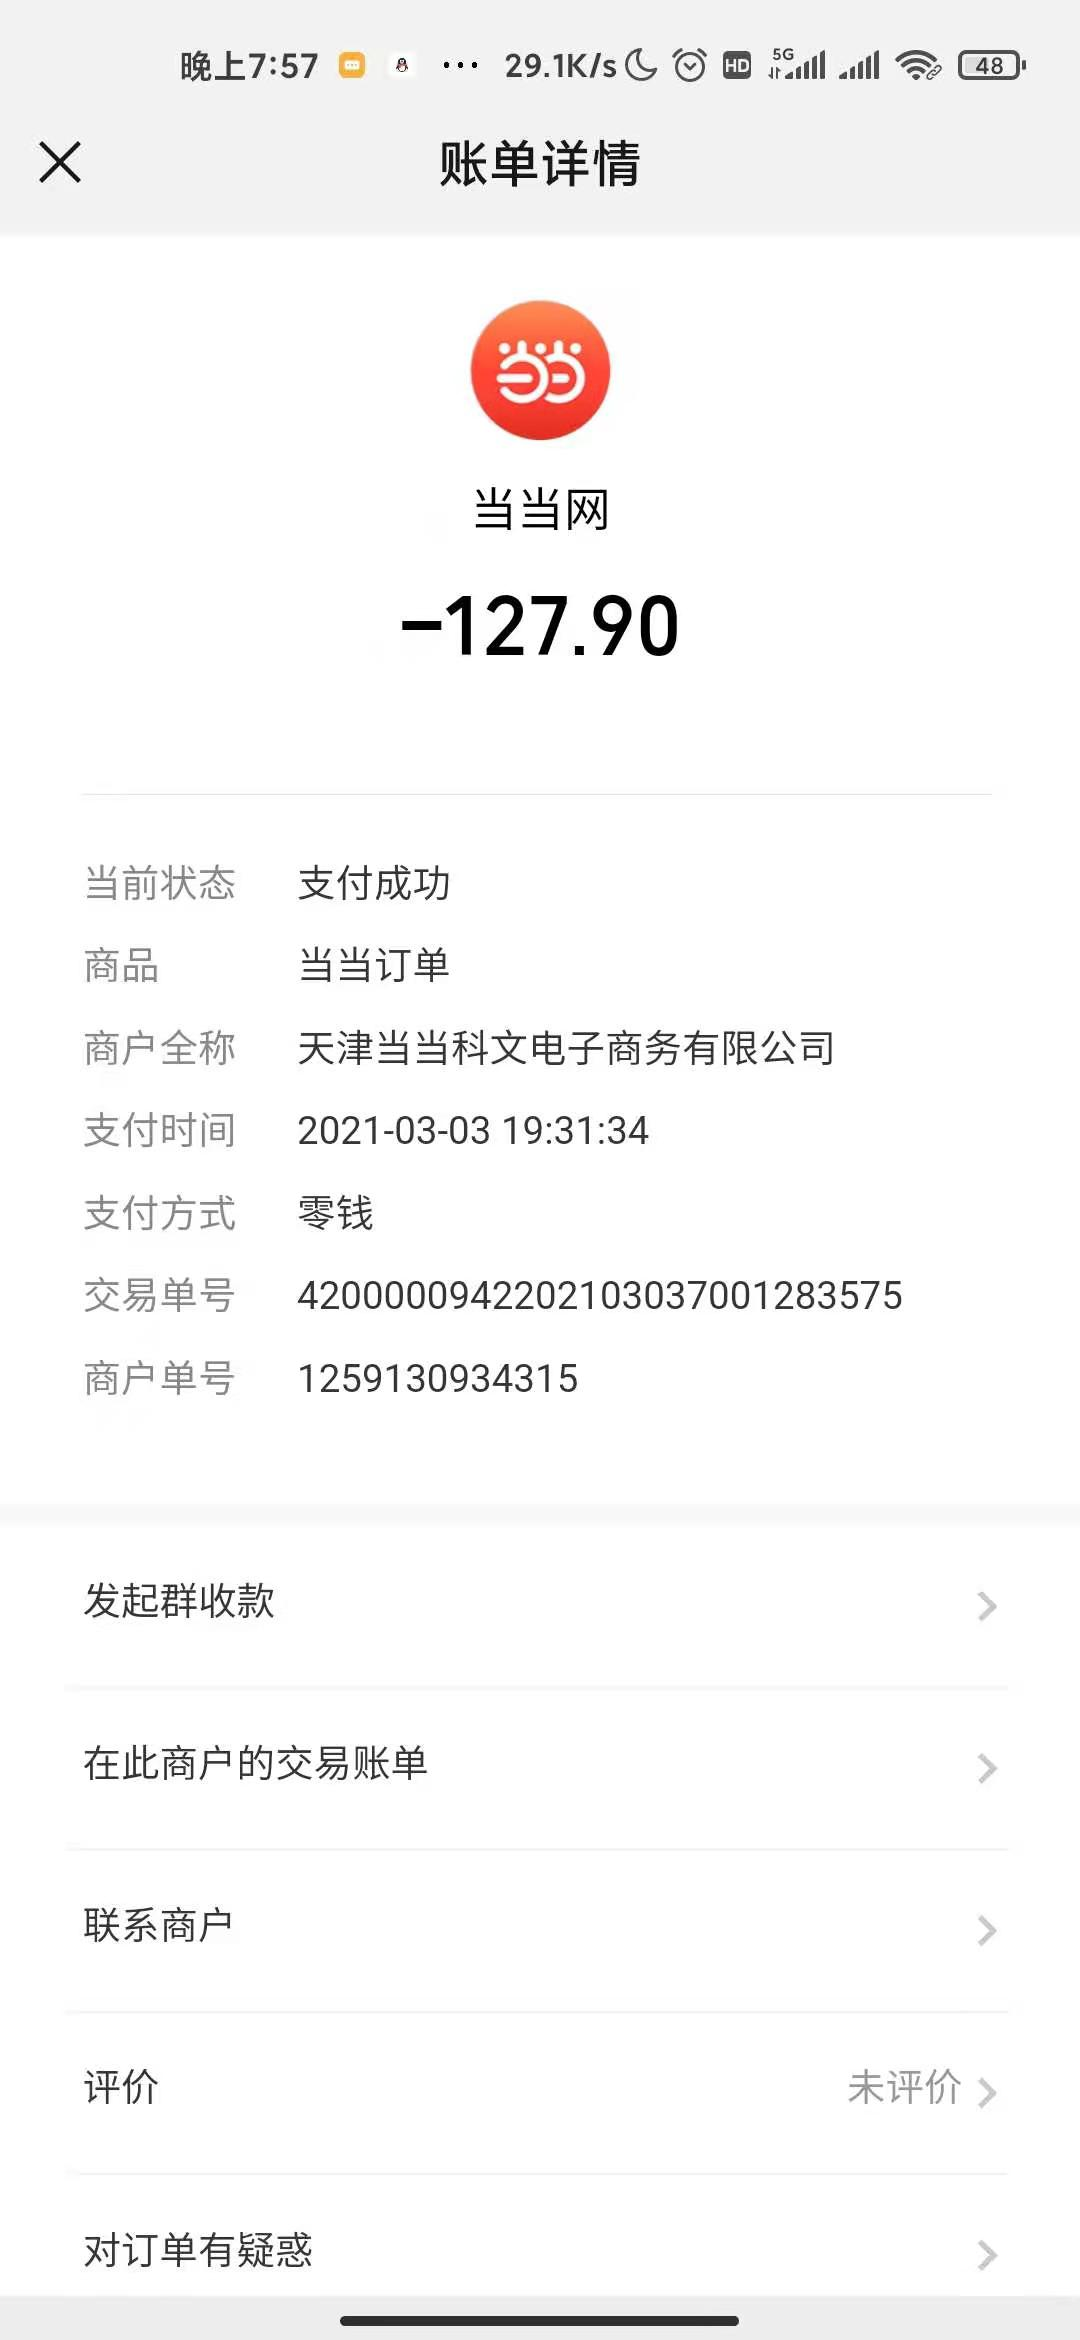 晚上7:57 ··· 29.1K/s HD 5G 48
账单详情
当当
当当网
-127.90
当前状态 支付成功
商品 当当订单
商户全称 天津当当科文电子商务有限公司
支付时间 2021-03-03 19:31:34
支付方式 零钱
交易单号 4200000942202103037001283575
商户单号 1259130934315
发起群收款
在此商户的交易账单
联系商户
评价 未评价
对订单有疑惑